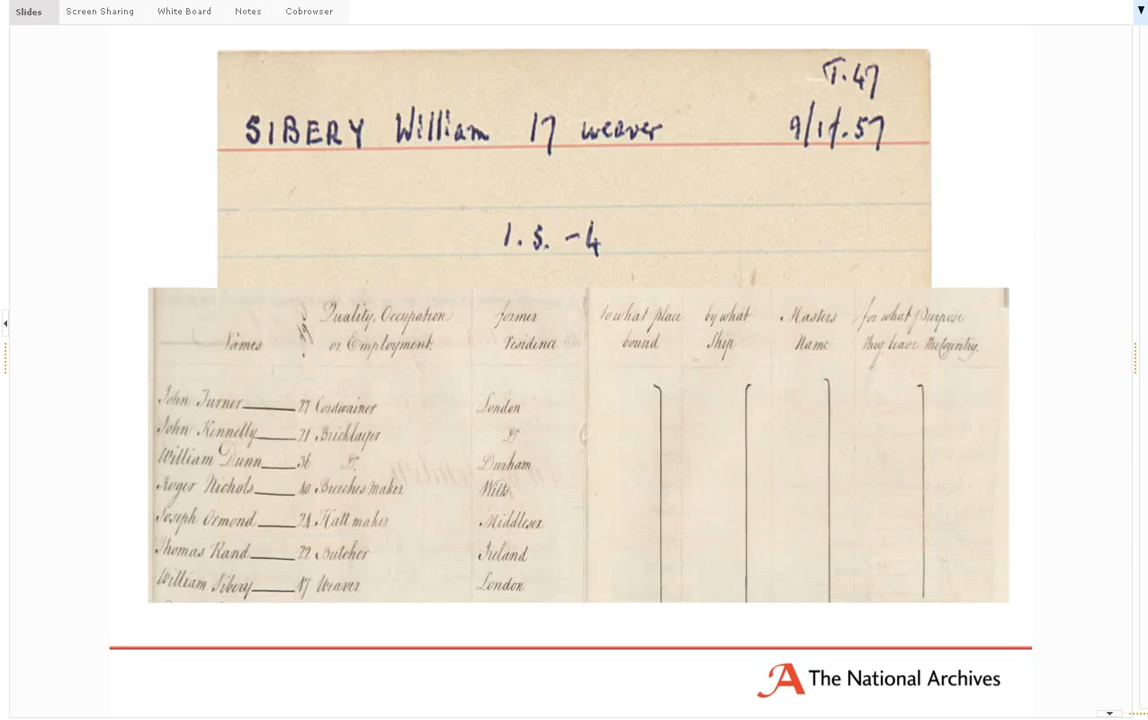 Slides Screen Sharing White Board Notes Cobrowser
T.47
SIBERY William 17 weaver 9/11.57
I.S. -4
Names Age Quality, Occupation or Employment. former Residence to what place bound by what Ship Masters Name for what Purpose they leave the Country.
John Turner 27 Cordwainer London
John Kennelly 21 Bricklayer Do
William Dunn 36 Do Durham
Roger Nichols 40 Breeches maker Wilts
Joseph Ormond 24 Hatt maker Middlesex
Thomas Rand 22 Butcher Ireland
William Sibery 17 Weaver London
The National Archives